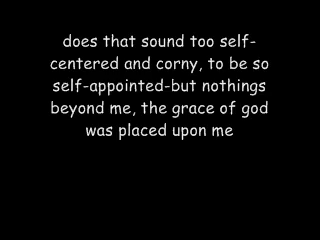 does that sound too self-
centered and corny, to be so
self-appointed-but nothings
beyond me, the grace of god
was placed upon me